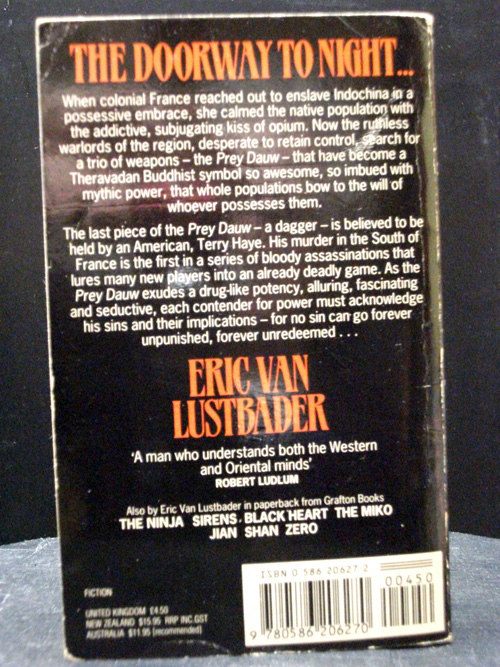 THE DOORWAY TO NIGHT...
When colonial France reached out to enslave Indochina in a
possessive embrace, she calmed the native population with
the addictive, subjugating kiss of opium. Now the ruthless
warlords of the region, desperate to retain control, search for
a trio of weapons – the Prey Dauw – that have become a
Theravadan Buddhist symbol so awesome, so imbued with
mythic power, that whole populations bow to the will of
whoever possesses them.
The last piece of the Prey Dauw – a dagger – is believed to be
held by an American, Terry Haye. His murder in the South of
France is the first in a series of bloody assassinations that
lures many new players into an already deadly game. As the
Prey Dauw exudes a drug-like potency, alluring, fascinating
and seductive, each contender for power must acknowledge
his sins and their implications – for no sin can go forever
unpunished, forever unredeemed . . .
ERIC VAN
LUSTBADER
'A man who understands both the Western
and Oriental minds'
ROBERT LUDLUM
Also by Eric Van Lustbader in paperback from Grafton Books
THE NINJA SIRENS BLACK HEART THE MIKO
JIAN SHAN ZERO
ISBN 0-586-20627-2
00450
FICTION
UNITED KINGDOM £4.50
NEW ZEALAND $15.95 RRP INC.GST
AUSTRALIA $11.95 (recommended)
9 780586 206270